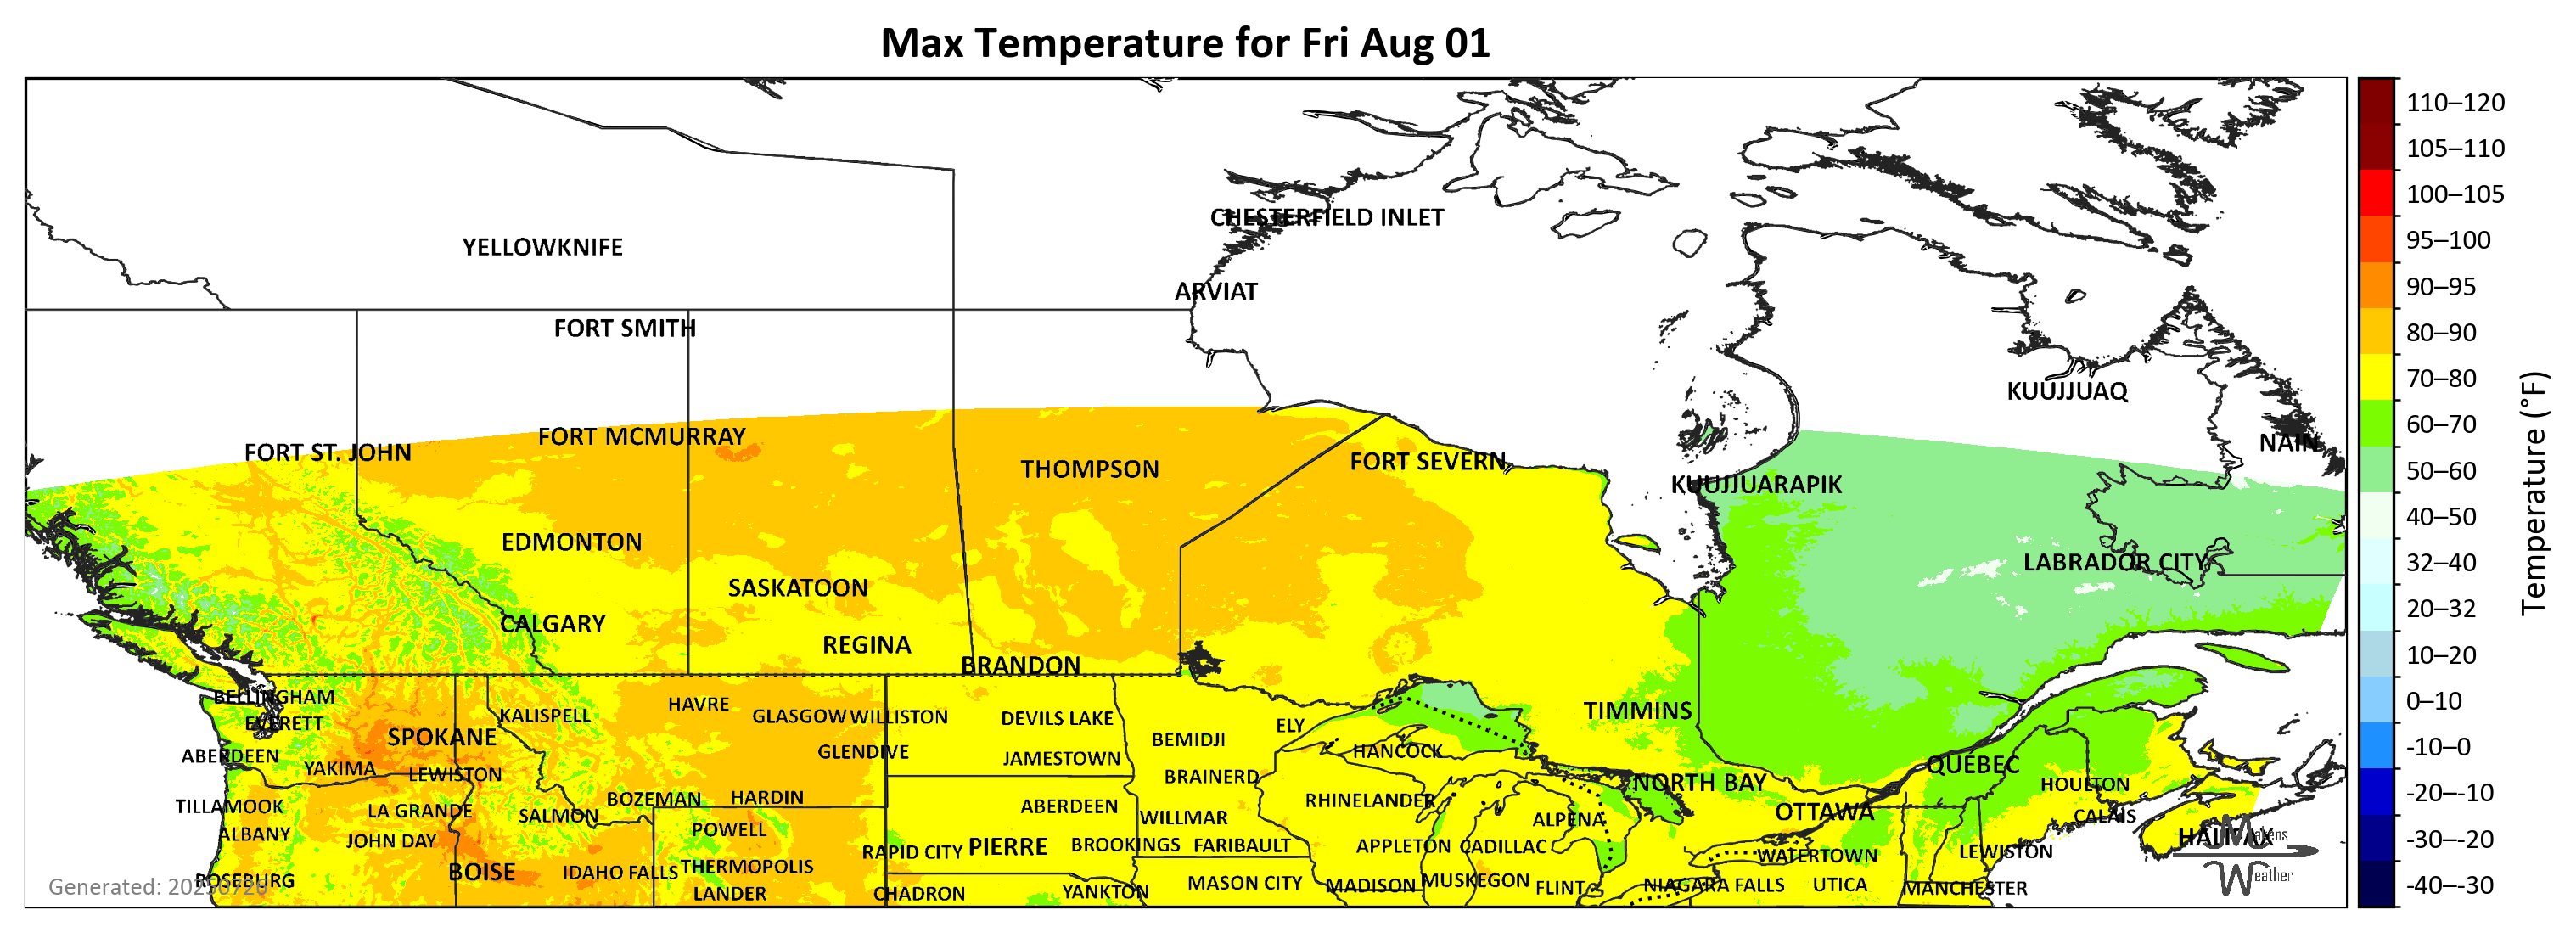 Max Temperature for Fri Aug 01
CHESTERFIELD INLET
YELLOWKNIFE
ARVIAT
FORT SMITH
KUUJJUAQ
FORT MCMURRAY
NAIN
FORT ST. JOHN
FORT SEVERN
THOMPSON
KUUJJUARAPIK
EDMONTON
LABRADOR CITY
SASKATOON
CALGARY
REGINA
BRANDON
BELLINGHAM
HAVRE
TIMMINS
KALISPELL
GLASGOW WILLISTON
DEVILS LAKE
EVERETT
ELY
SPOKANE
BEMIDJI
GLENDIVE
HANCOCK
ABERDEEN
JAMESTOWN
QUÉBEC
YAKIMA
LEWISTON
BRAINERD
NORTH BAY
HOULTON
BOZEMAN
HARDIN
RHINELANDER
TILLAMOOK
ABERDEEN
LA GRANDE
SALMON
WILLMAR
OTTAWA
CALAIS
ALPENA
POWELL
ALBANY
HALIFAX
Makens
JOHN DAY
BROOKINGS
FARIBAULT
APPLETON
CADILLAC
PIERRE
RAPID CITY
LEWISTON
WATERTOWN
THERMOPOLIS
BOISE
IDAHO FALLS
Weather
ROSEBURG
MUSKEGON
MASON CITY
MADISON
NIAGARA FALLS
UTICA
Generated: 20250726
FLINT
MANCHESTER
YANKTON
LANDER
CHADRON
110–120
105–110
100–105
95–100
90–95
80–90
70–80
60–70
50–60
40–50
32–40
20–32
10–20
0–10
-10–0
-20–-10
-30–-20
-40–-30
Temperature (°F)